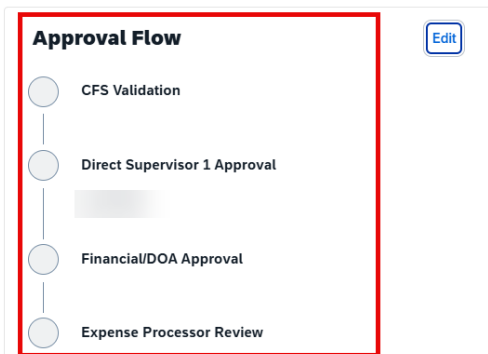 Approval Flow
Edit
CFS Validation
Direct Supervisor 1 Approval
Financial/DOA Approval
Expense Processor Review